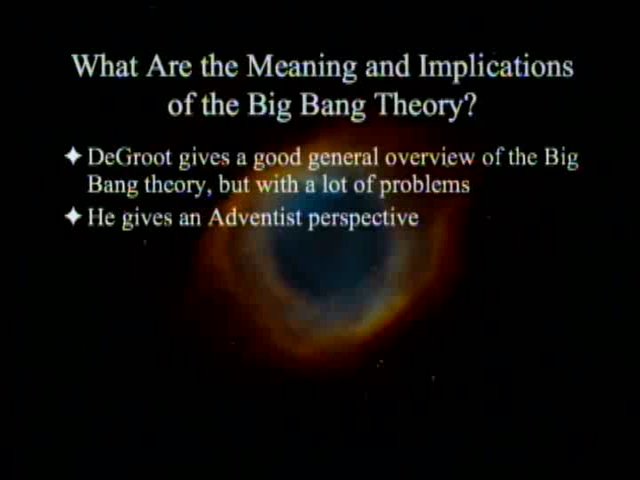 What Are the Meaning and Implications
of the Big Bang Theory?
DeGroot gives a good general overview of the Big
Bang theory, but with a lot of problems
He gives an Adventist perspective